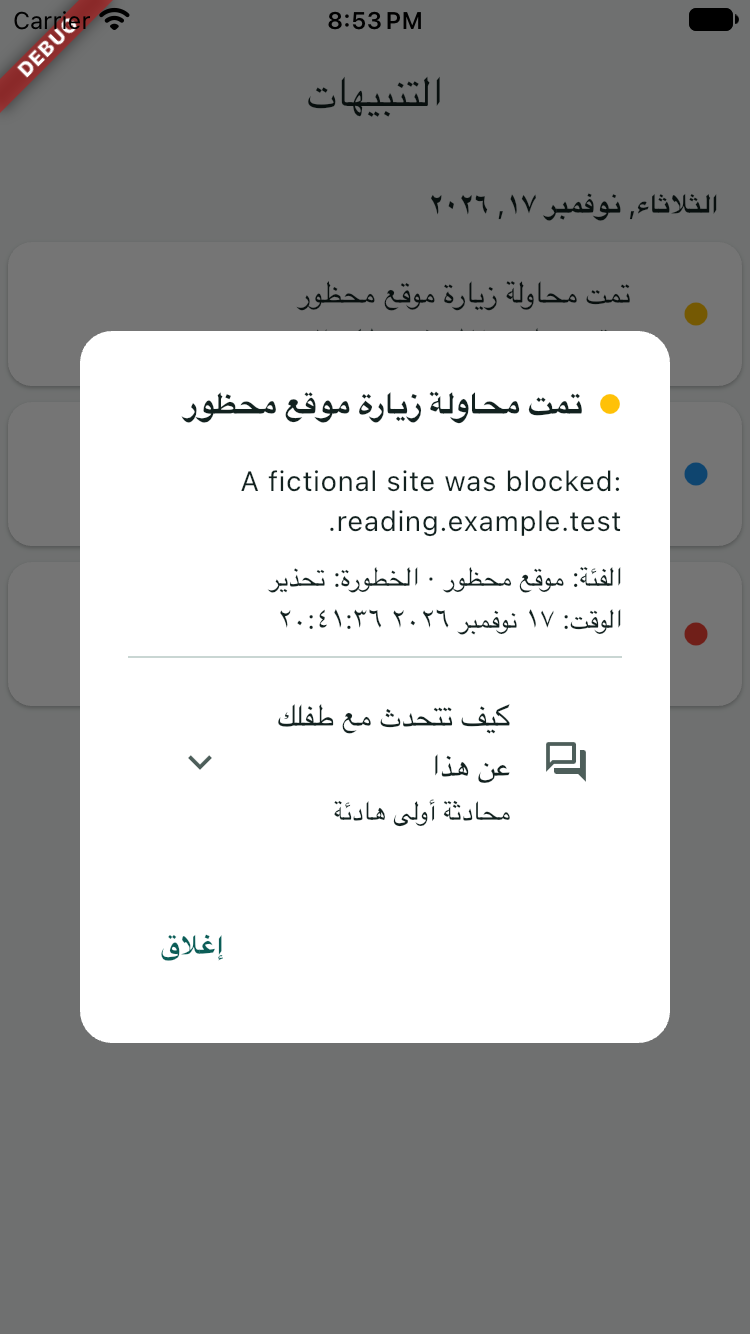 Carrier
8:53 PM
DEBUG
التنبيهات
الثلاثاء, نوفمبر ١٧, ٢٠٢٦
تمت محاولة زيارة موقع محظور
تمت محاولة زيارة موقع محظور
A fictional site was blocked:
.reading.example.test
الفئة: موقع محظور · الخطورة: تحذير
الوقت: ١٧ نوفمبر ٢٠٢٦ ٢٠:٤١:٣٦
كيف تتحدث مع طفلك
عن هذا
محادثة أولى هادئة
إغلاق